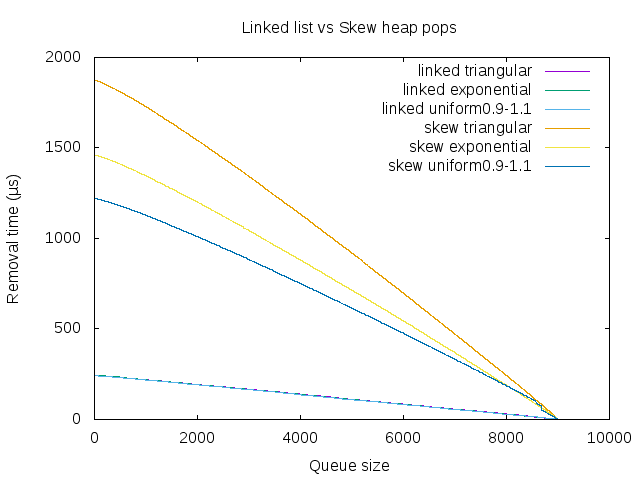 Linked list vs Skew heap pops
Removal time (µs)
2000
1500
1000
500
0
linked triangular
linked exponential
linked uniform0.9-1.1
skew triangular
skew exponential
skew uniform0.9-1.1
0 2000 4000 6000 8000 10000
Queue size